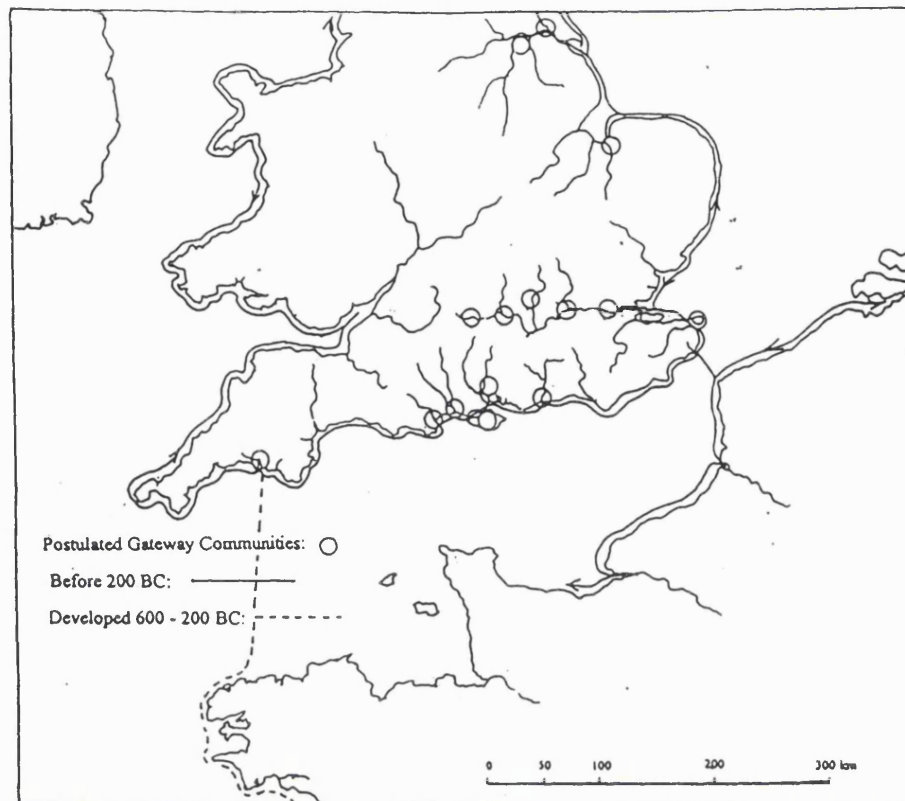 Postulated Gateway Communities:
Before 200 BC:
Developed 600 - 200 BC:
0 50 100 200 300 km